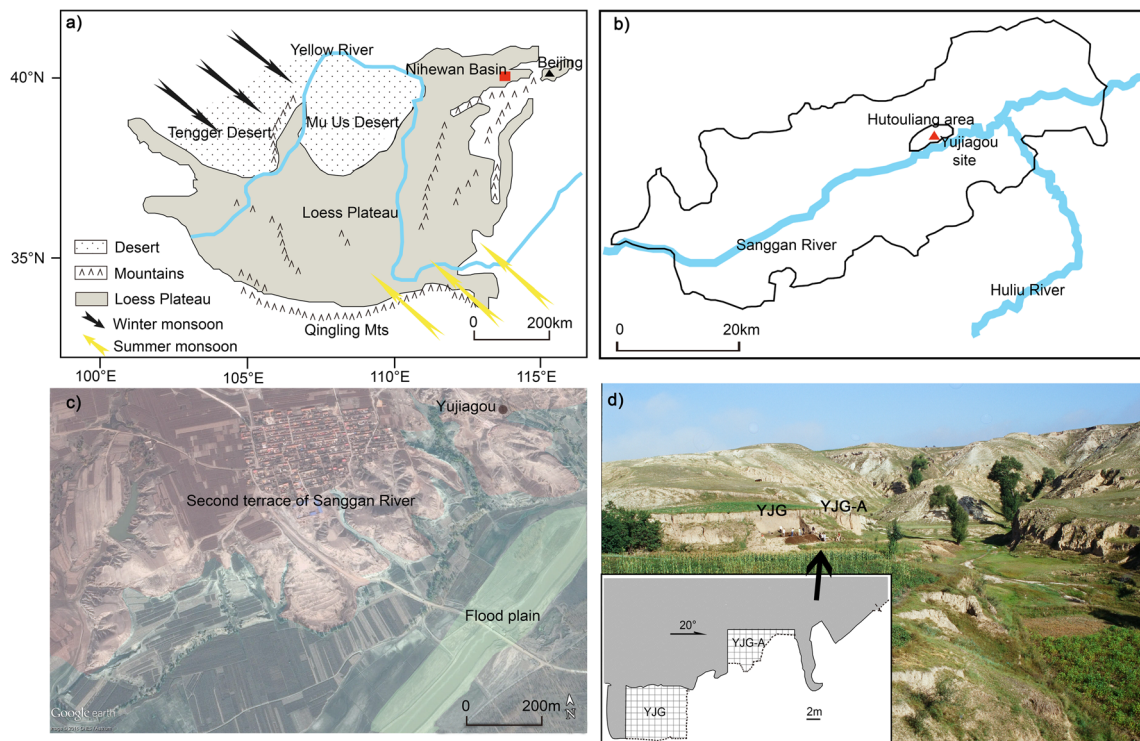 a)
Yellow River
40°N
Nihewan Basin
Beijing
Tengger Desert
Mu Us Desert
Loess Plateau
35°N
Desert
Mountains
Loess Plateau
Winter monsoon
Summer monsoon
Qingling Mts
0
200km
100°E
105°E
110°E
115°E
b)
Hutouliang area
Yujiagou
site
Sanggan River
Huliu River
0
20km
c)
Yujiagou
Second terrace of Sanggan River
Flood plain
Google earth
0
200m
N
d)
YJG
YJG-A
20°
YJG-A
YJG
2m